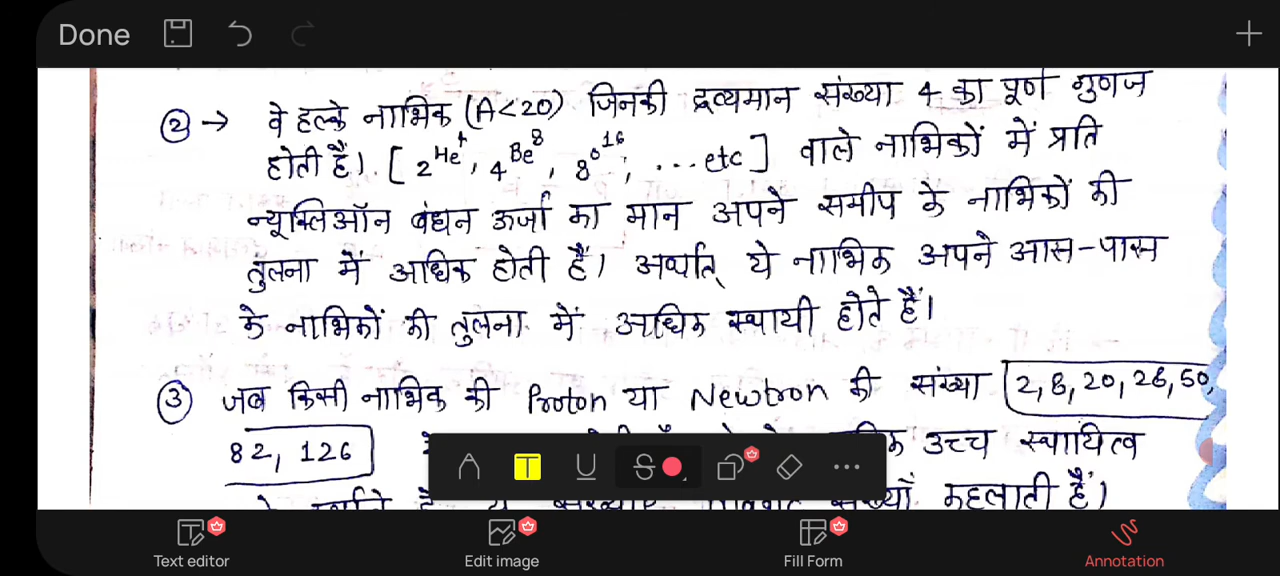 Done
② → वे हल्के नाभिक (A<20) जिनकी द्रव्यमान संख्या 4 का पूर्ण गुणज
होती हैं। [ ₂He⁴, ₄Be⁸, ₈O¹⁶, ...etc ] वाले नाभिकों में प्रति
न्यूक्लिऑन बंधन ऊर्जा का मान अपने समीप के नाभिकों की
तुलना में अधिक होती हैं। अर्थात् ये नाभिक अपने आस-पास
के नाभिकों की तुलना में अधिक स्थायी होते हैं।
③ जब किसी नाभिक की Proton या Newtron की संख्या 2, 8, 20, 28, 50,
82, 126 उच्च स्थायित्व
संख्याएँ कहलाती हैं।
Text editor
Edit image
Fill Form
Annotation